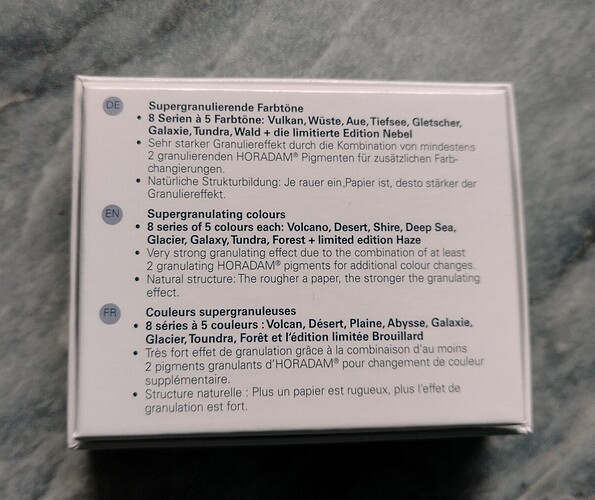 DE Supergranulierende Farbtöne
• 8 Serien à 5 Farbtöne: Vulkan, Wüste, Aue, Tiefsee, Gletscher,
Galaxie, Tundra, Wald + die limitierte Edition Nebel
• Sehr starker Granuliereffekt durch die Kombination von mindestens
2 granulierenden HORADAM® Pigmenten für zusätzlichen Farb-
changierungen.
• Natürliche Strukturbildung: Je rauer ein,Papier ist, desto stärker der
Granuliereffekt.
EN Supergranulating colours
• 8 series of 5 colours each: Volcano, Desert, Shire, Deep Sea,
Glacier, Galaxy, Tundra, Forest + limited edition Haze
• Very strong granulating effect due to the combination of at least
2 granulating HORADAM® pigments for additional colour changes.
• Natural structure: The rougher a paper, the stronger the granulating
effect.
FR Couleurs supergranuleuses
• 8 séries à 5 couleurs : Volcan, Désert, Plaine, Abysse, Galaxie,
Glacier, Toundra, Forêt et l'édition limitée Brouillard
• Très fort effet de granulation grâce à la combinaison d'au moins
2 pigments granulants d'HORADAM® pour changement de couleur
supplémentaire.
• Structure naturelle : Plus un papier est rugueux, plus l'effet de
granulation est fort.